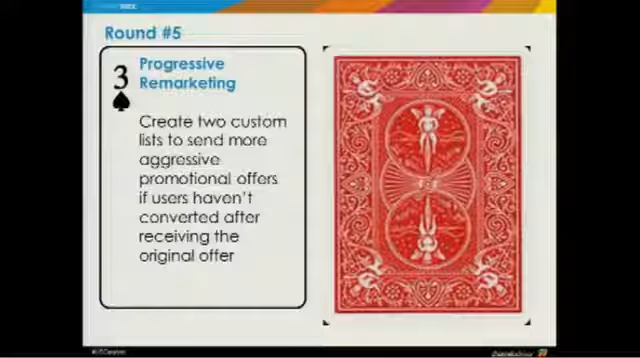 Round #5
3
Progressive
Remarketing
Create two custom
lists to send more
aggressive
promotional offers
if users haven't
converted after
receiving the
original offer